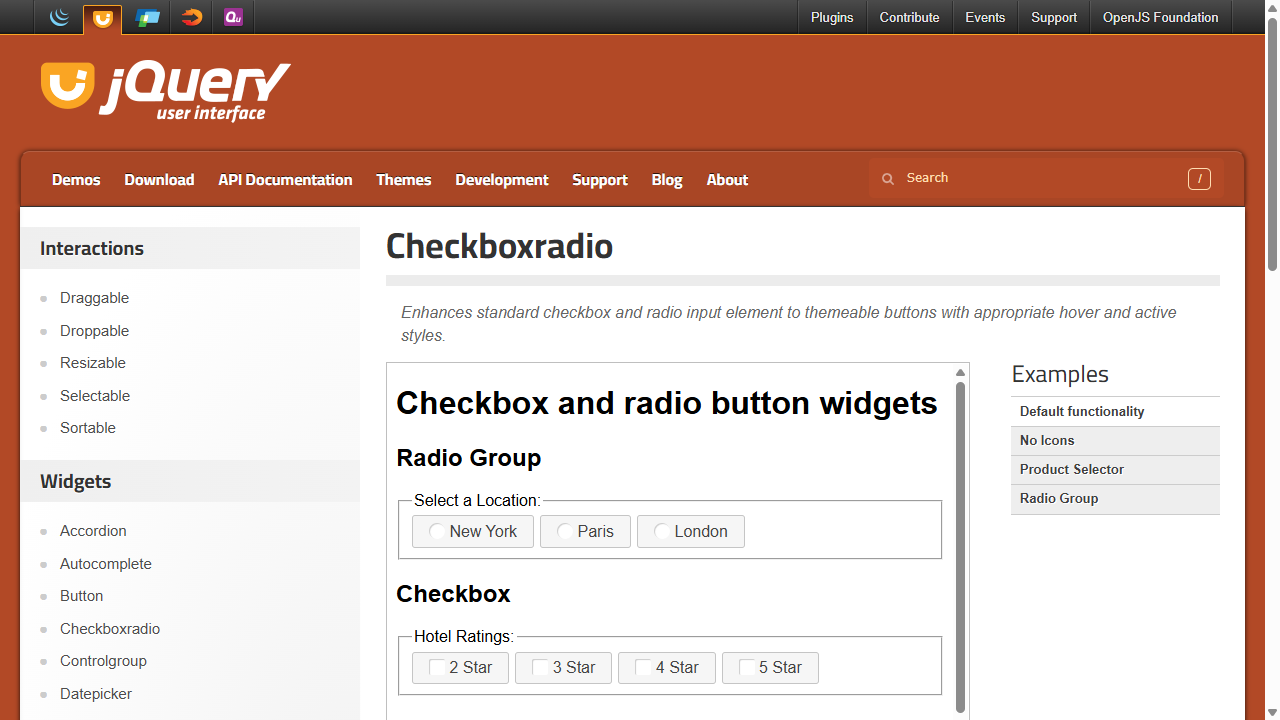 Plugins
Contribute
Events
Support
OpenJS Foundation
jQuery
user interface
Demos
Download
API Documentation
Themes
Development
Support
Blog
About
Search
/
Interactions
Draggable
Droppable
Resizable
Selectable
Sortable
Widgets
Accordion
Autocomplete
Button
Checkboxradio
Controlgroup
Datepicker
Checkboxradio
Enhances standard checkbox and radio input element to themeable buttons with appropriate hover and active
styles.
Checkbox and radio button widgets
Radio Group
Select a Location:
New York
Paris
London
Checkbox
Hotel Ratings:
2 Star
3 Star
4 Star
5 Star
Examples
Default functionality
No Icons
Product Selector
Radio Group